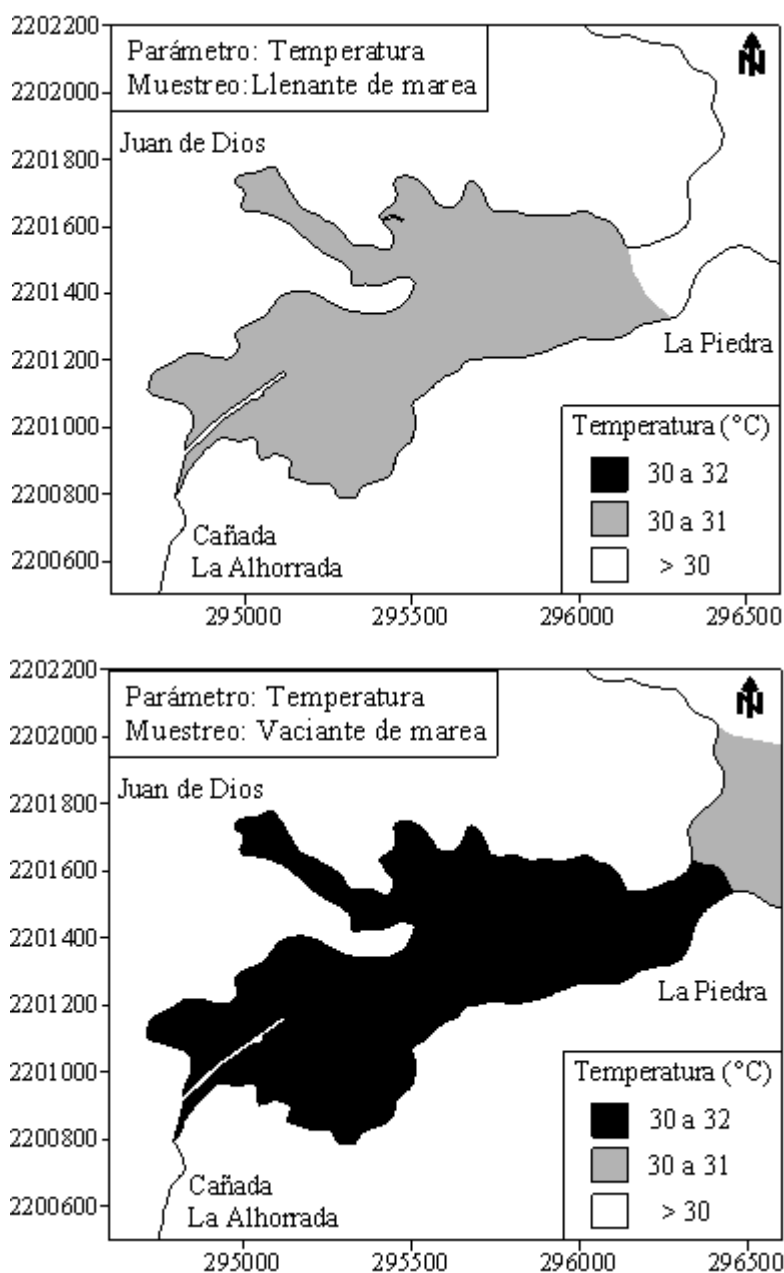 Parámetro: Temperatura
Muestreo:Llenante de marea
N
2202200
2202000
2201800
2201600
2201400
2201200
2201000
2200800
2200600
Juan de Dios
La Piedra
Cañada
La Alhorrada
Temperatura (°C)
30 a 32
30 a 31
> 30
295000
295500
296000
296500
Parámetro: Temperatura
Muestreo: Vaciante de marea
N
2202200
2202000
2201800
2201600
2201400
2201200
2201000
2200800
2200600
Juan de Dios
La Piedra
Cañada
La Alhorrada
Temperatura (°C)
30 a 32
30 a 31
> 30
295000
295500
296000
296500